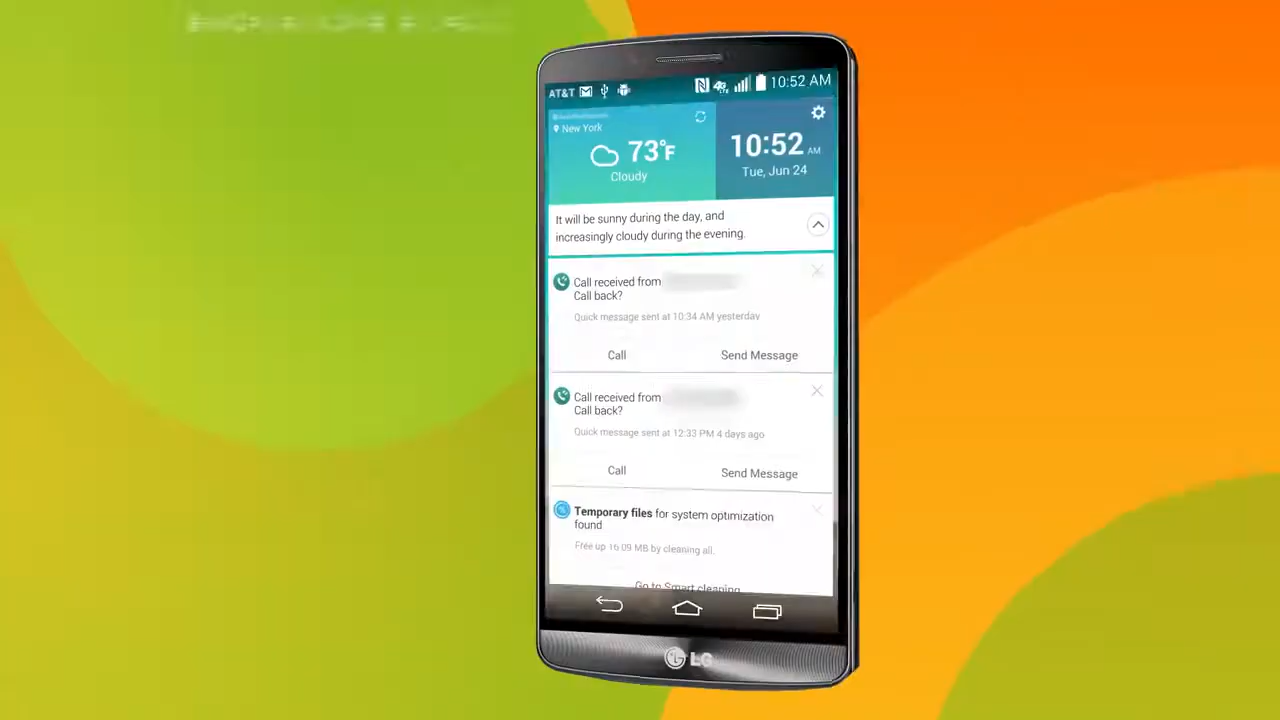 AT&T
10:52 AM
New York
73°F
Cloudy
10:52 AM
Tue, Jun 24
It will be sunny during the day, and
increasingly cloudy during the evening.
Call received from
Call back?
Quick message sent at 10:34 AM yesterday
Call Send Message
Call received from
Call back?
Quick message sent at 12:33 PM 4 days ago
Call Send Message
Temporary files for system optimization
found
Free up 16.09 MB by cleaning all.
Go to Smart cleaning
LG